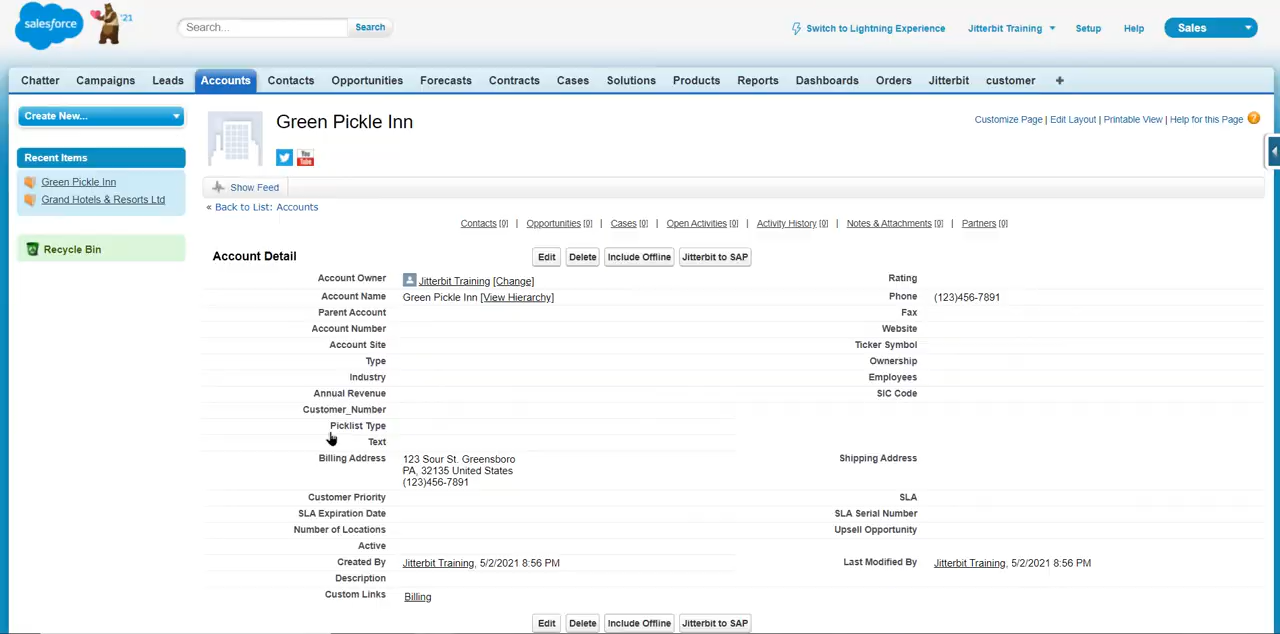 salesforce
'21
Search...
Search
Switch to Lightning Experience
Jitterbit Training
Setup
Help
Sales
Chatter
Campaigns
Leads
Accounts
Contacts
Opportunities
Forecasts
Contracts
Cases
Solutions
Products
Reports
Dashboards
Orders
Jitterbit
customer
+
Create New...
Recent Items
Green Pickle Inn
Grand Hotels & Resorts Ltd
Recycle Bin
Green Pickle Inn
Customize Page | Edit Layout | Printable View | Help for this Page ?
You Tube
Show Feed
« Back to List: Accounts
Contacts [0] | Opportunities [0] | Cases [0] | Open Activities [0] | Activity History [0] | Notes & Attachments [0] | Partners [0]
Account Detail
Edit
Delete
Include Offline
Jitterbit to SAP
Account Owner Jitterbit Training [Change]
Rating
Account Name Green Pickle Inn [View Hierarchy]
Phone (123)456-7891
Parent Account
Fax
Account Number
Website
Account Site
Ticker Symbol
Type
Ownership
Industry
Employees
Annual Revenue
SIC Code
Customer_Number
Picklist Type
Text
Billing Address 123 Sour St. Greensboro
PA, 32135 United States
(123)456-7891
Shipping Address
Customer Priority
SLA
SLA Expiration Date
SLA Serial Number
Number of Locations
Upsell Opportunity
Active
Created By Jitterbit Training, 5/2/2021 8:56 PM
Last Modified By Jitterbit Training, 5/2/2021 8:56 PM
Description
Custom Links Billing
Edit
Delete
Include Offline
Jitterbit to SAP